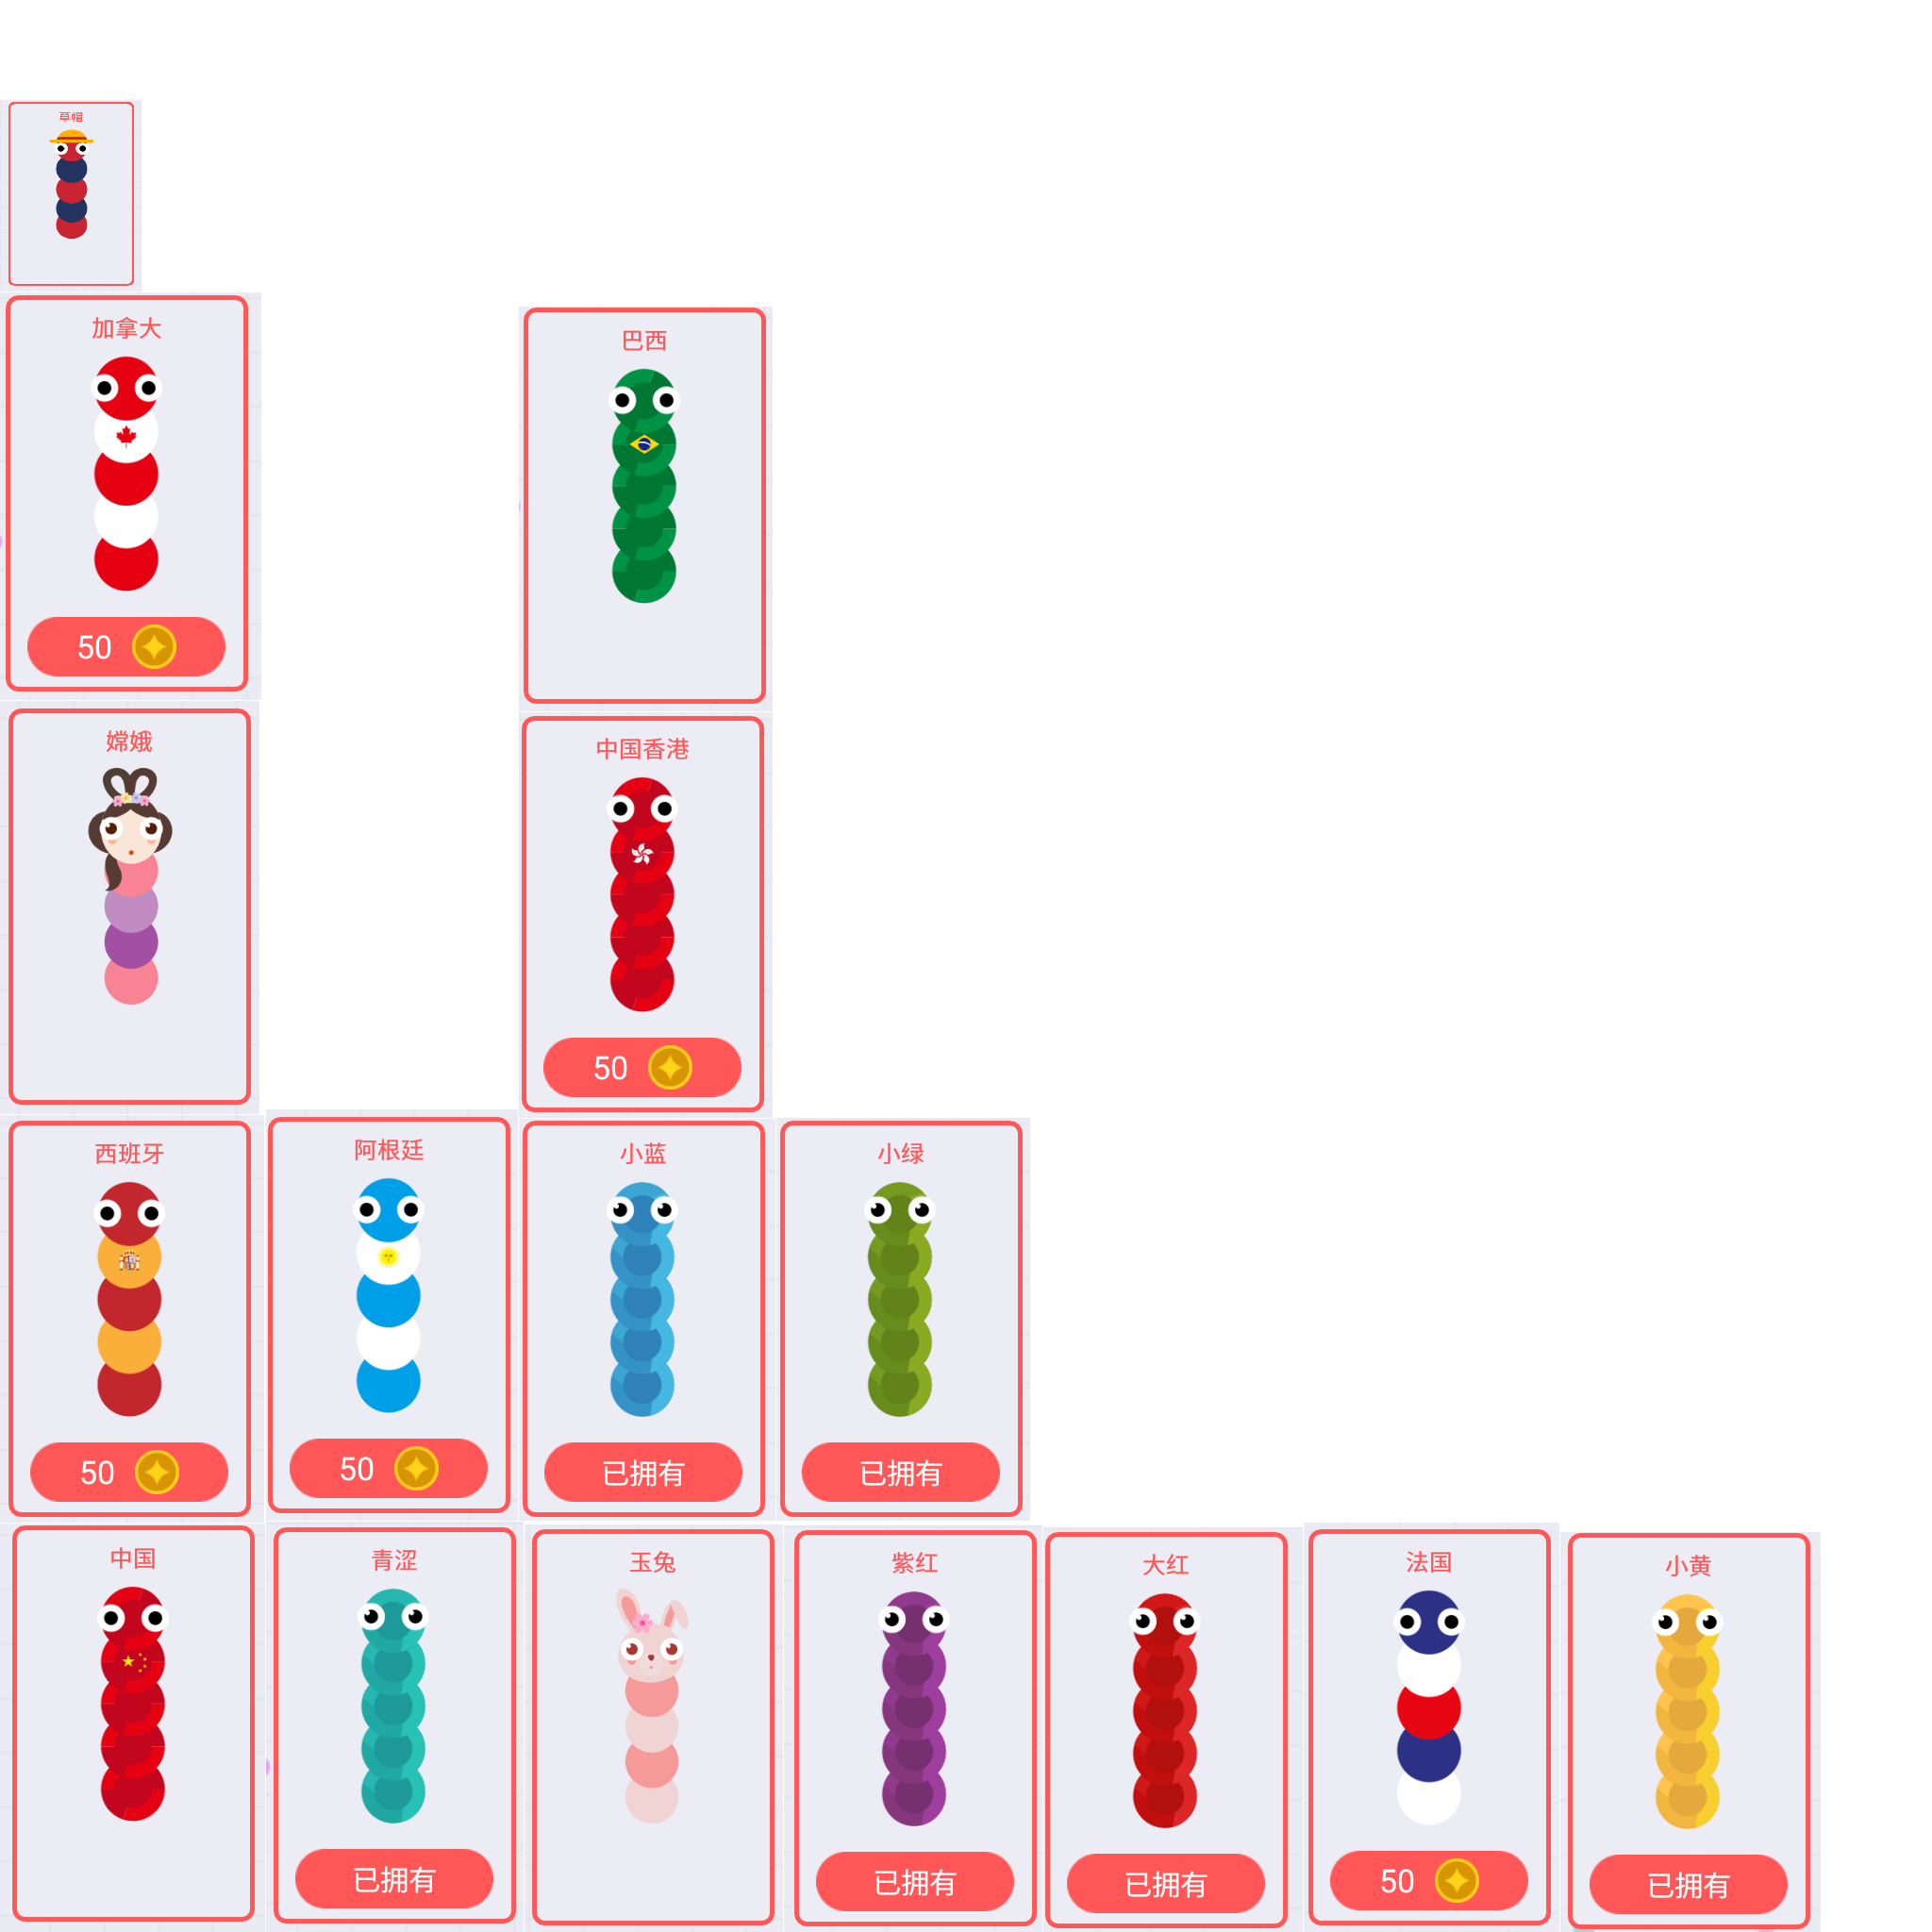 草帽
加拿大
50
巴西
嫦娥
中国香港
50
西班牙
50
阿根廷
50
小蓝
已拥有
小绿
已拥有
中国
青涩
已拥有
玉兔
紫红
已拥有
大红
已拥有
法国
50
小黄
已拥有